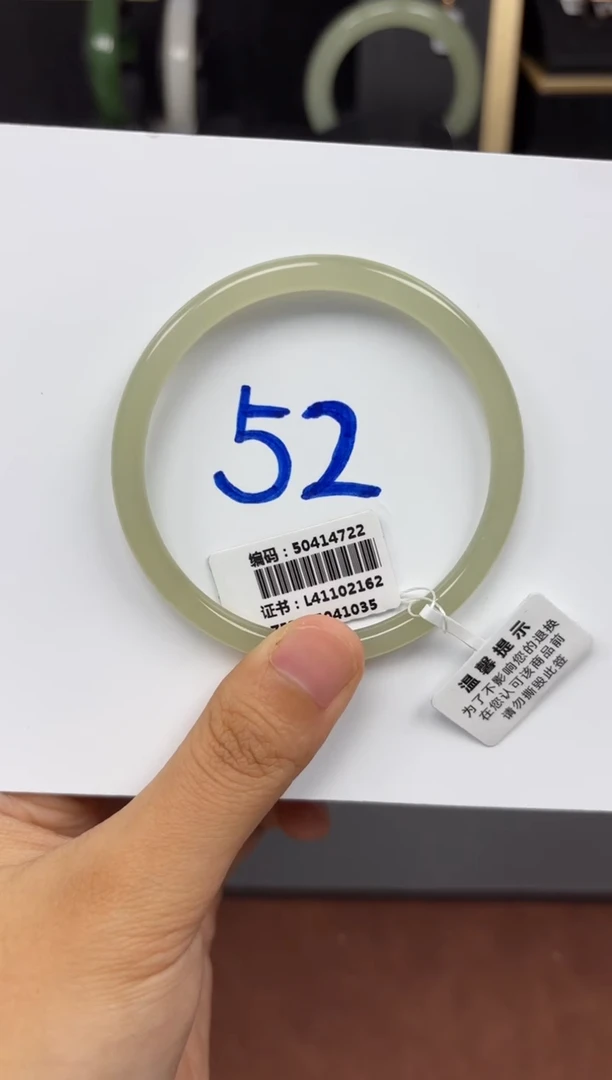 52
编码：50414722
证书：L41102162
温馨提示
为了不影响您的退换
在您认可该商品前
请勿撕毁此签